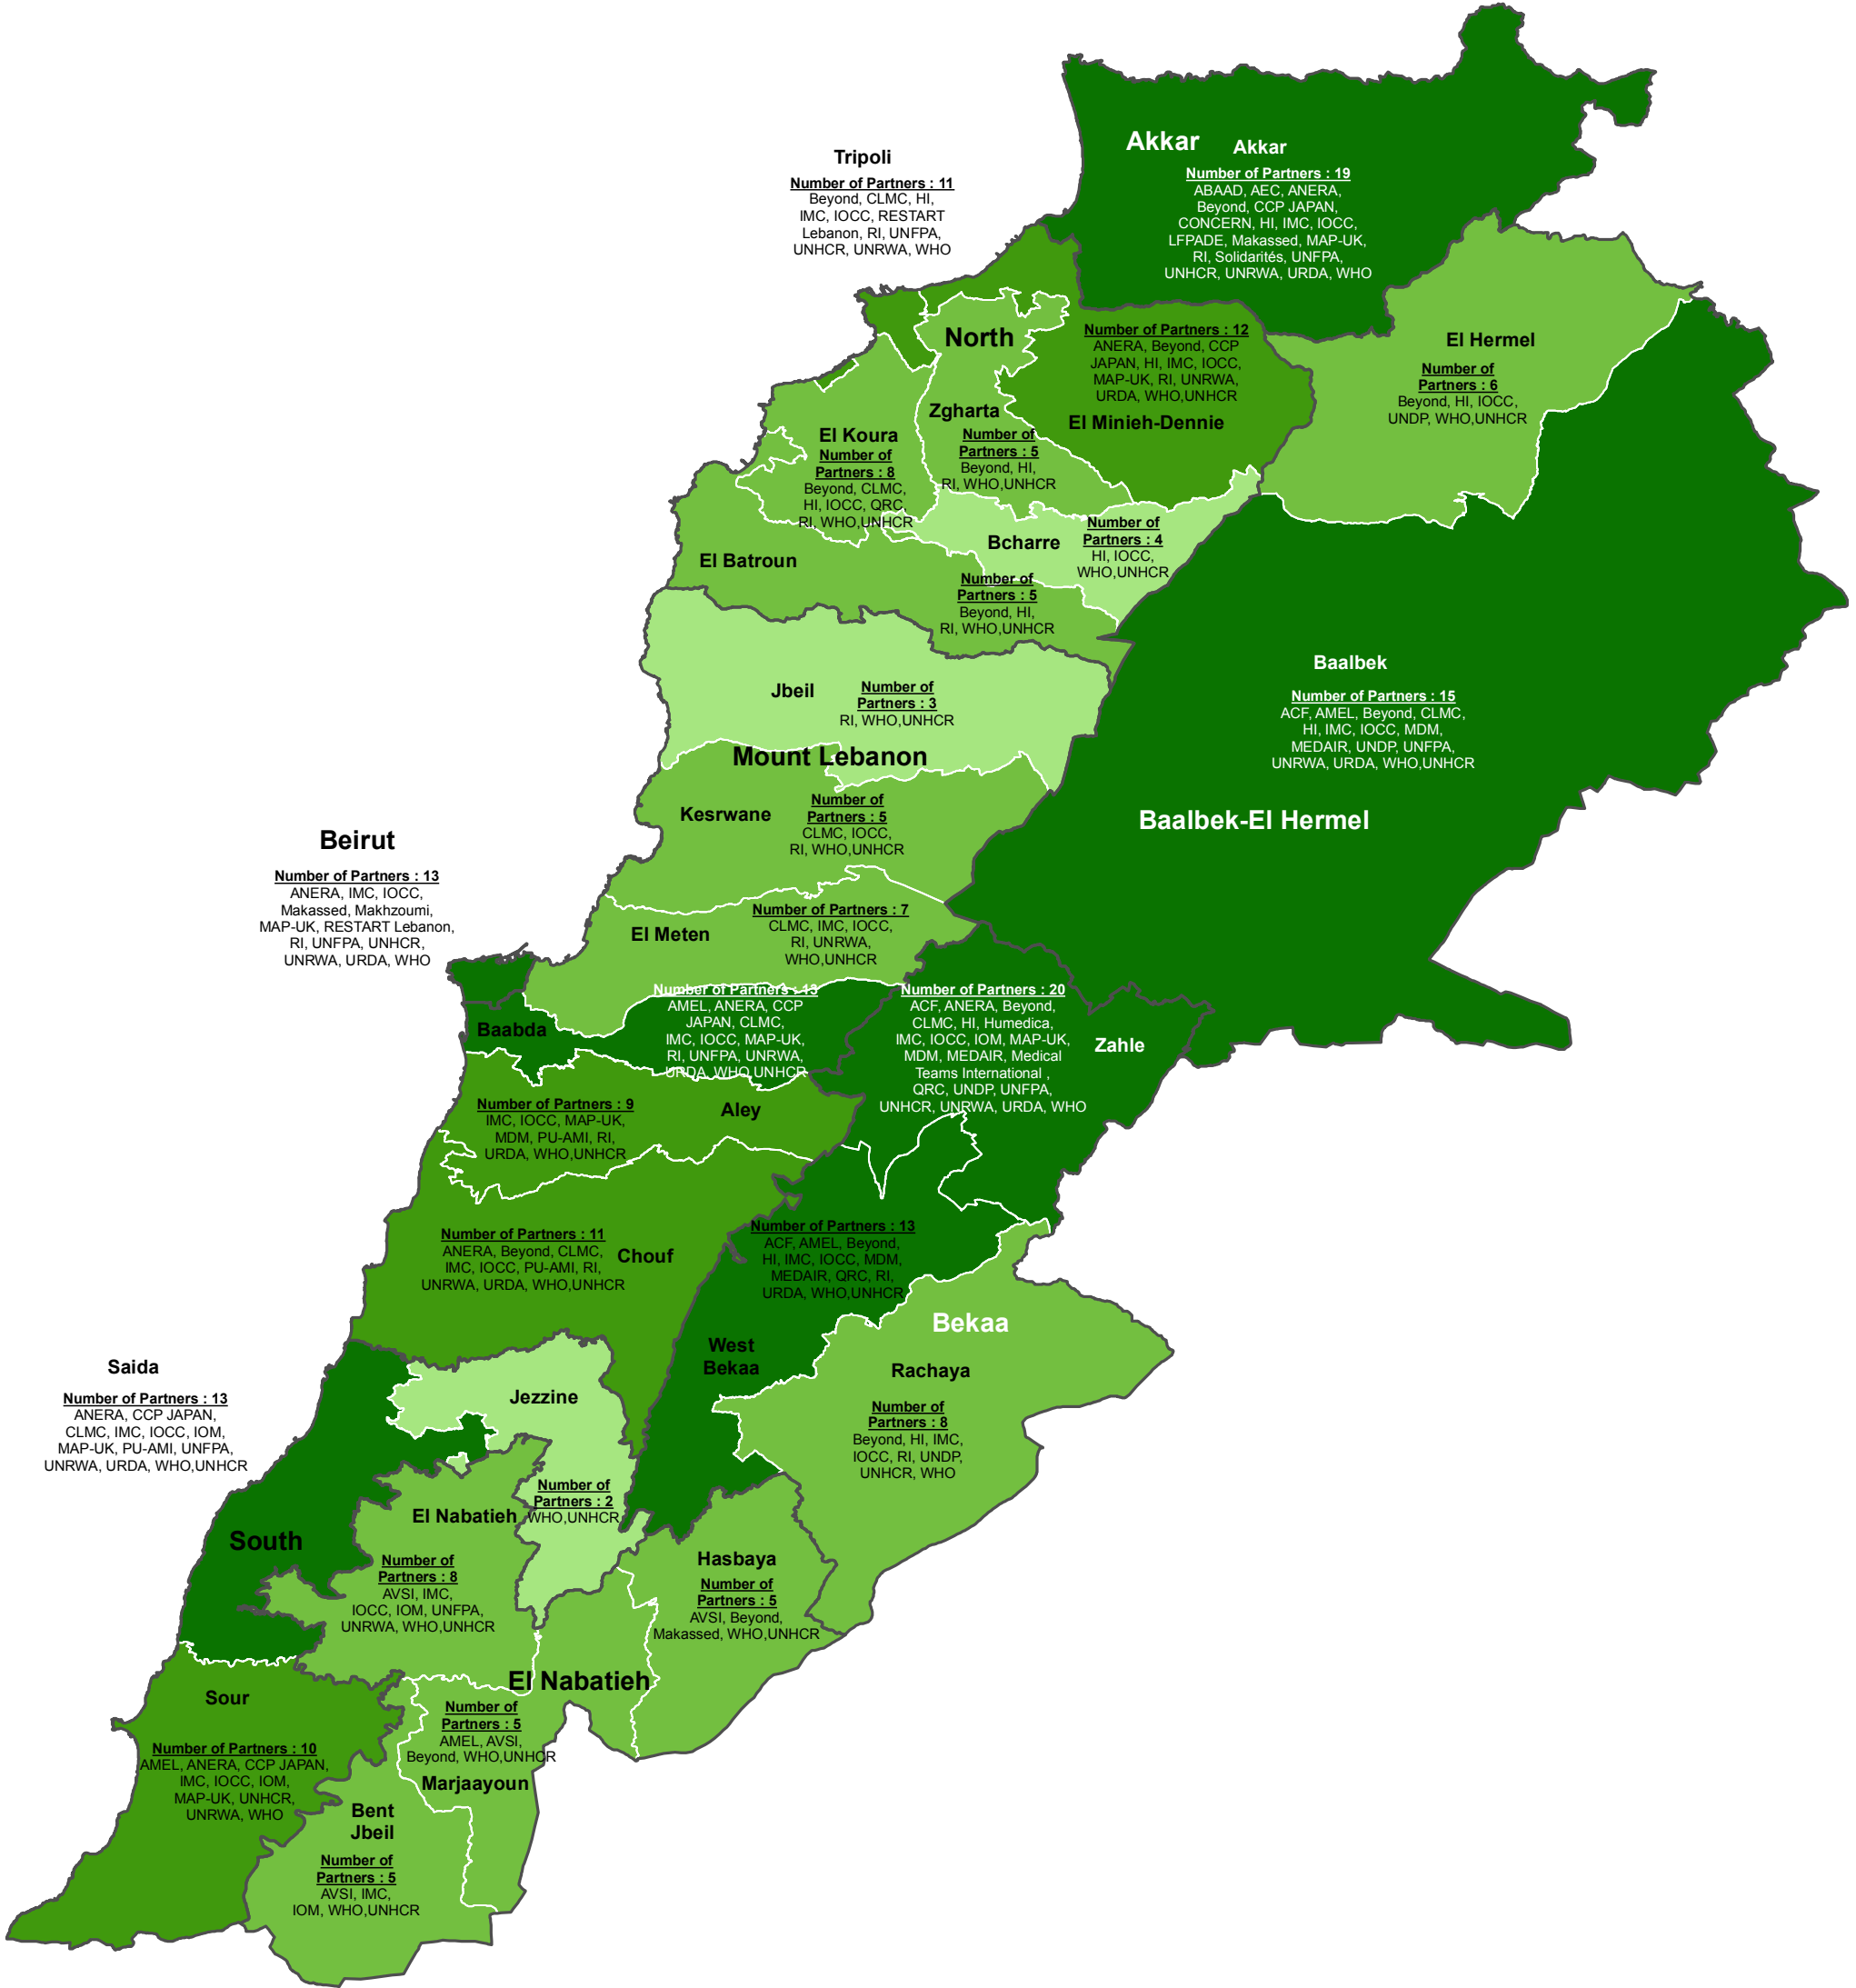 Akkar
Akkar
Number of Partners : 19
ABAAD, AEC, ANERA,
Beyond, CCP JAPAN,
CONCERN, HI, IMC, IOCC,
LFPADE, Makassed, MAP-UK,
RI, Solidarités, UNFPA,
UNHCR, UNRWA, URDA, WHO
Tripoli
Number of Partners : 11
Beyond, CLMC, HI,
IMC, IOCC, RESTART
Lebanon, RI, UNFPA,
UNHCR, UNRWA, WHO
North
Number of Partners : 12
ANERA, Beyond, CCP
JAPAN, HI, IMC, IOCC,
MAP-UK, RI, UNRWA,
URDA, WHO,UNHCR
El Minieh-Dennie
El Hermel
Number of
Partners : 6
Beyond, HI, IOCC,
UNDP, WHO,UNHCR
Zgharta
Number of
Partners : 5
Beyond, HI,
RI, WHO,UNHCR
El Koura
Number of
Partners : 8
Beyond, CLMC,
HI, IOCC, QRC,
RI, WHO,UNHCR
Bcharre
Number of
Partners : 4
HI, IOCC,
WHO,UNHCR
El Batroun
Number of
Partners : 5
Beyond, HI,
RI, WHO,UNHCR
Baalbek
Number of Partners : 15
ACF, AMEL, Beyond, CLMC,
HI, IMC, IOCC, MDM,
MEDAIR, UNDP, UNFPA,
UNRWA, URDA, WHO,UNHCR
Baalbek-El Hermel
Jbeil
Number of
Partners : 3
RI, WHO,UNHCR
Mount Lebanon
Kesrwane
Number of
Partners : 5
CLMC, IOCC,
RI, WHO,UNHCR
Beirut
Number of Partners : 13
ANERA, IMC, IOCC,
Makassed, Makhzoumi,
MAP-UK, RESTART Lebanon,
RI, UNFPA, UNHCR,
UNRWA, URDA, WHO
El Meten
Number of Partners : 7
CLMC, IMC, IOCC,
RI, UNRWA,
WHO,UNHCR
Baabda
Number of Partners : 13
AMEL, ANERA, CCP
JAPAN, CLMC,
IMC, IOCC, MAP-UK,
RI, UNFPA, UNRWA,
URDA, WHO,UNHCR
Number of Partners : 20
ACF, ANERA, Beyond,
CLMC, HI, Humedica,
IMC, IOCC, IOM, MAP-UK,
MDM, MEDAIR, Medical
Teams International ,
QRC, UNDP, UNFPA,
UNHCR, UNRWA, URDA, WHO
Zahle
Number of Partners : 9
IMC, IOCC, MAP-UK,
MDM, PU-AMI, RI,
URDA, WHO,UNHCR
Aley
Number of Partners : 11
ANERA, Beyond, CLMC,
IMC, IOCC, PU-AMI, RI,
UNRWA, URDA, WHO,UNHCR
Chouf
Number of Partners : 13
ACF, AMEL, Beyond,
HI, IMC, IOCC, MDM,
MEDAIR, QRC, RI,
URDA, WHO,UNHCR
West
Bekaa
Bekaa
Rachaya
Number of
Partners : 8
Beyond, HI, IMC,
IOCC, RI, UNDP,
UNHCR, WHO
Saida
Number of Partners : 13
ANERA, CCP JAPAN,
CLMC, IMC, IOCC, IOM,
MAP-UK, PU-AMI, UNFPA,
UNRWA, URDA, WHO,UNHCR
Jezzine
Number of
Partners : 2
WHO,UNHCR
South
El Nabatieh
Number of
Partners : 8
AVSI, IMC,
IOCC, IOM, UNFPA,
UNRWA, WHO,UNHCR
Hasbaya
Number of
Partners : 5
AVSI, Beyond,
Makassed, WHO,UNHCR
El Nabatieh
Sour
Number of Partners : 10
AMEL, ANERA, CCP JAPAN,
IMC, IOCC, IOM,
MAP-UK, UNHCR,
UNRWA, WHO
Number of
Partners : 5
AMEL, AVSI,
Beyond, WHO,UNHCR
Marjaayoun
Bent
Jbeil
Number of
Partners : 5
AVSI, IMC,
IOM, WHO,UNHCR